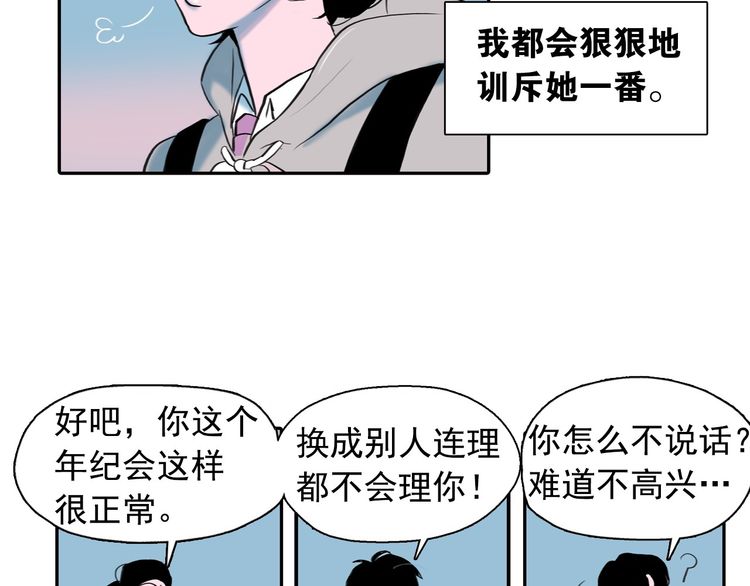 我都会狠狠地
训斥她一番。
好吧，你这个
年纪会这样
很正常。
换成别人连理
都不会理你！
你怎么不说话？
难道不高兴…